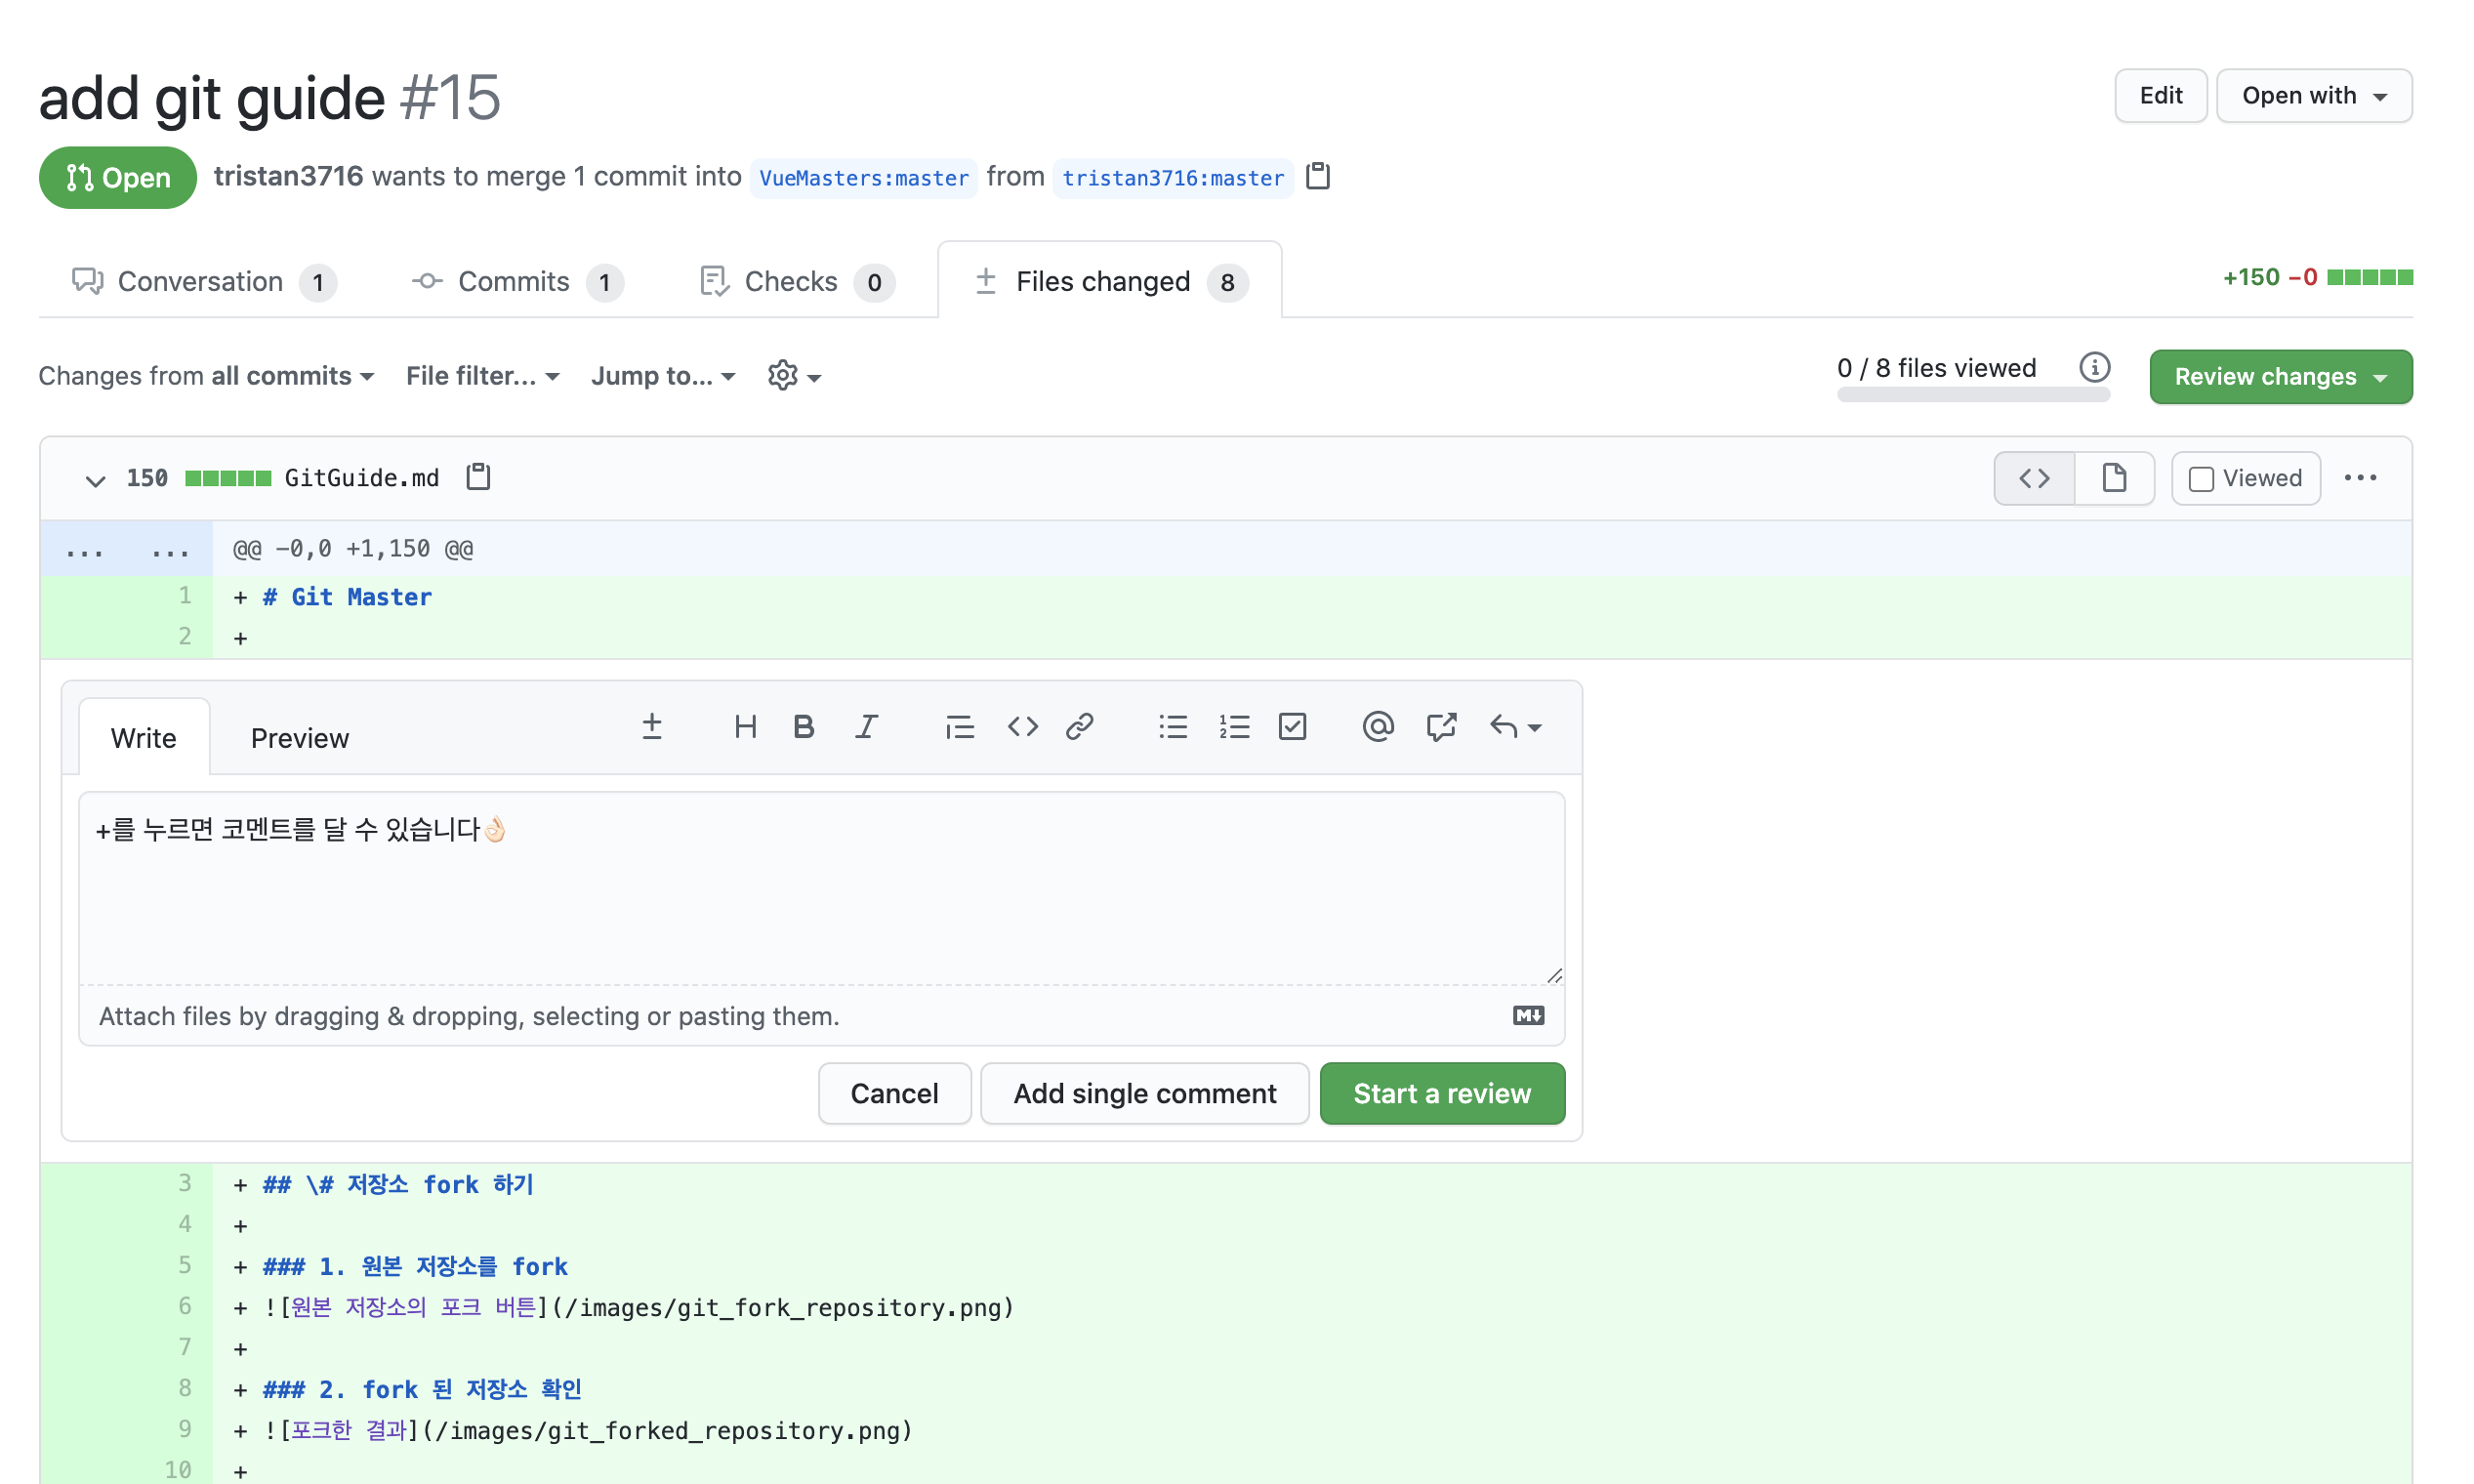 add git guide #15
Edit
Open with
Open
tristan3716 wants to merge 1 commit into VueMasters:master from tristan3716:master
Conversation 1
Commits 1
Checks 0
Files changed 8
+150 −0
Changes from all commits
File filter...
Jump to...
0 / 8 files viewed
Review changes
150 GitGuide.md
Viewed
... ... @@ -0,0 +1,150 @@
1 + # Git Master
2 +
Write
Preview
+를 누르면 코멘트를 달 수 있습니다👌🏻
Attach files by dragging & dropping, selecting or pasting them.
Cancel
Add single comment
Start a review
3 + ## \# 저장소 fork 하기
4 +
5 + ### 1. 원본 저장소를 fork
6 + ![원본 저장소의 포크 버튼](/images/git_fork_repository.png)
7 +
8 + ### 2. fork 된 저장소 확인
9 + ![포크한 결과](/images/git_forked_repository.png)
10 +